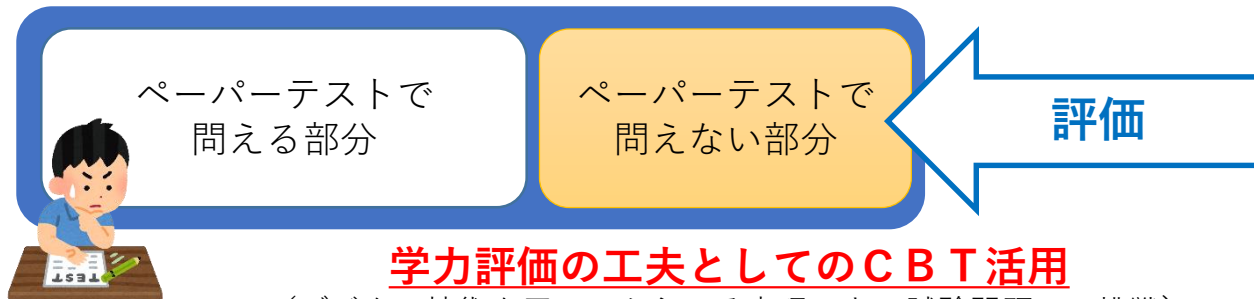 ペーパーテストで
問える部分
ペーパーテストで
問えない部分
評価
TEST
学力評価の工夫としてのCBT活用